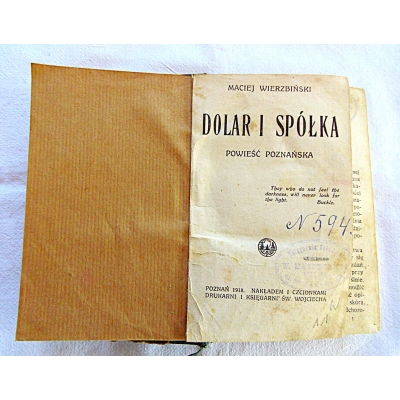 MACIEJ WIERZBIŃSKI
DOLAR I SPÓŁKA
POWIEŚĆ POZNAŃSKA
They who do not feel the
darkness, will never look for
the light. Buckle.
N 594
POZNAŃ 1918. NAKŁADEM I CZCIONKAMI
DRUKARNI I KSIĘGARNI ŚW. WOJCIECHA